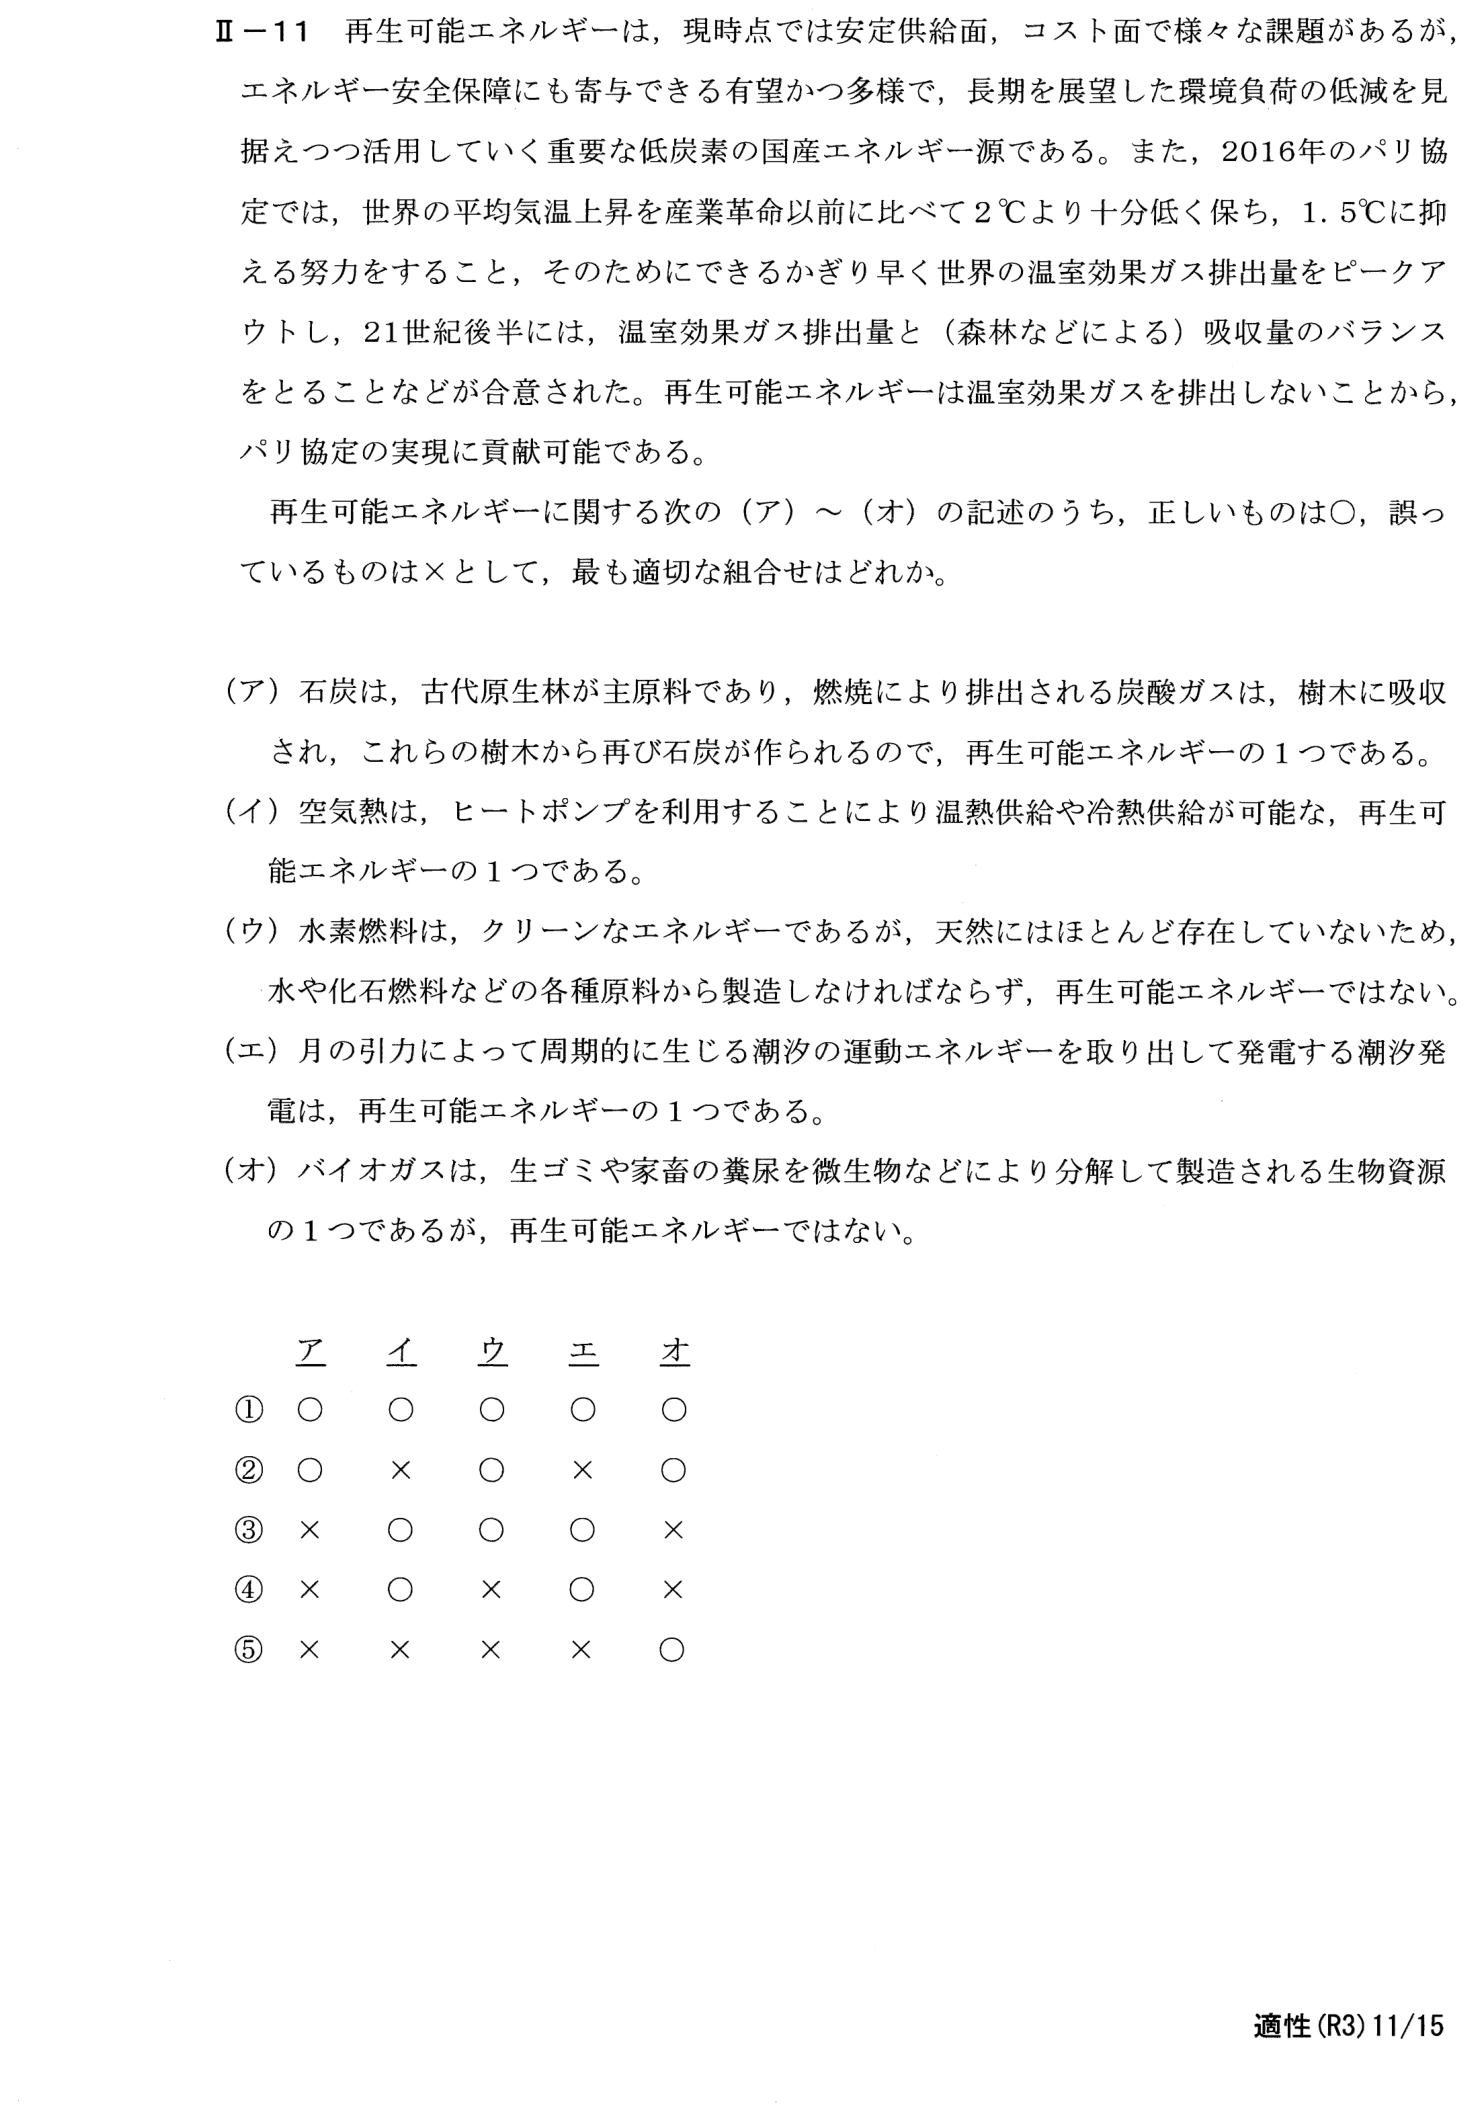 Ⅱ－11　再生可能エネルギーは，現時点では安定供給面，コスト面で様々な課題があるが，
エネルギー安全保障にも寄与できる有望かつ多様で，長期を展望した環境負荷の低減を見
据えつつ活用していく重要な低炭素の国産エネルギー源である。また，2016年のパリ協
定では，世界の平均気温上昇を産業革命以前に比べて２℃より十分低く保ち，1.5℃に抑
える努力をすること，そのためにできるかぎり早く世界の温室効果ガス排出量をピークア
ウトし，21世紀後半には，温室効果ガス排出量と（森林などによる）吸収量のバランス
をとることなどが合意された。再生可能エネルギーは温室効果ガスを排出しないことから，
パリ協定の実現に貢献可能である。
再生可能エネルギーに関する次の（ア）～（オ）の記述のうち，正しいものは○，誤っ
ているものは×として，最も適切な組合せはどれか。
（ア）石炭は，古代原生林が主原料であり，燃焼により排出される炭酸ガスは，樹木に吸収
され，これらの樹木から再び石炭が作られるので，再生可能エネルギーの１つである。
（イ）空気熱は，ヒートポンプを利用することにより温熱供給や冷熱供給が可能な，再生可
能エネルギーの１つである。
（ウ）水素燃料は，クリーンなエネルギーであるが，天然にはほとんど存在していないため，
水や化石燃料などの各種原料から製造しなければならず，再生可能エネルギーではない。
（エ）月の引力によって周期的に生じる潮汐の運動エネルギーを取り出して発電する潮汐発
電は，再生可能エネルギーの１つである。
（オ）バイオガスは，生ゴミや家畜の糞尿を微生物などにより分解して製造される生物資源
の１つであるが，再生可能エネルギーではない。
ア　イ　ウ　エ　オ
①　○　○　○　○　○
②　○　×　○　×　○
③　×　○　○　○　×
④　×　○　×　○　×
⑤　×　×　×　×　○
適性(R3)11/15